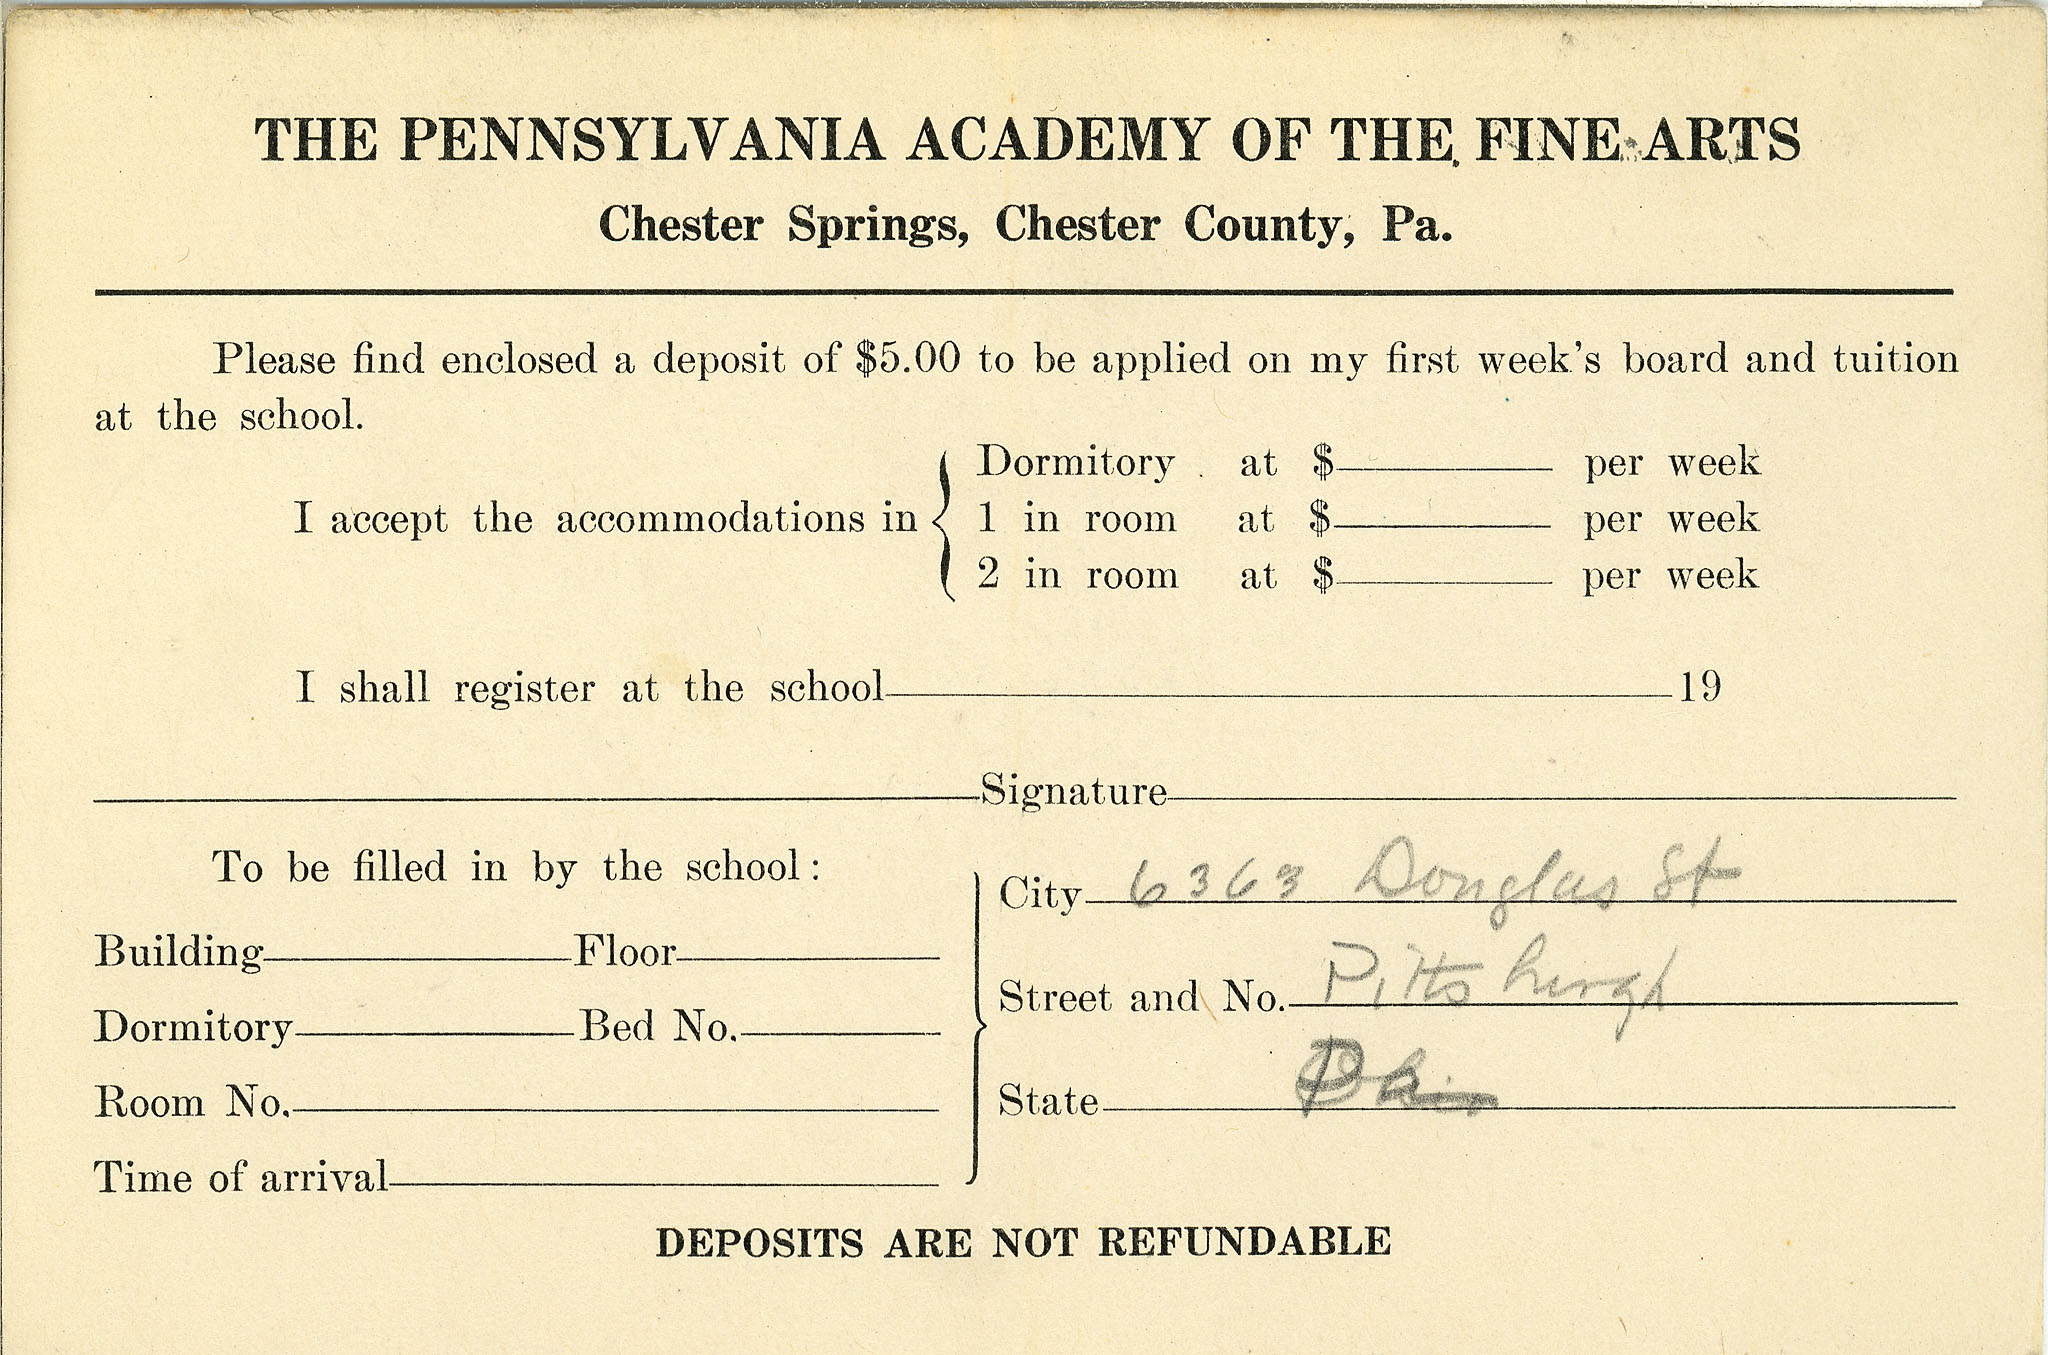 THE PENNSYLVANIA ACADEMY OF THE FINE ARTS
Chester Springs, Chester County, Pa.
Please find enclosed a deposit of $5.00 to be applied on my first week's board and tuition
at the school.
I accept the accommodations in
Dormitory at $ per week
1 in room at $ per week
2 in room at $ per week
I shall register at the school 19
Signature
To be filled in by the school:
Building Floor
Dormitory Bed No.
Room No.
Time of arrival
City 6363 Douglas St
Street and No. Pittsburgh
State
DEPOSITS ARE NOT REFUNDABLE